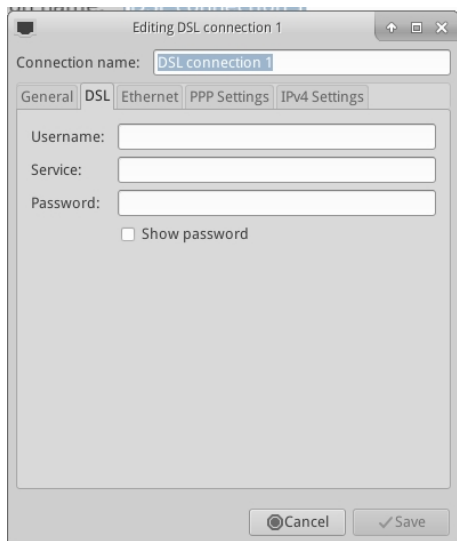 Editing DSL connection 1
Connection name: DSL connection 1
General DSL Ethernet PPP Settings IPv4 Settings
Username:
Service:
Password:
Show password
Cancel Save